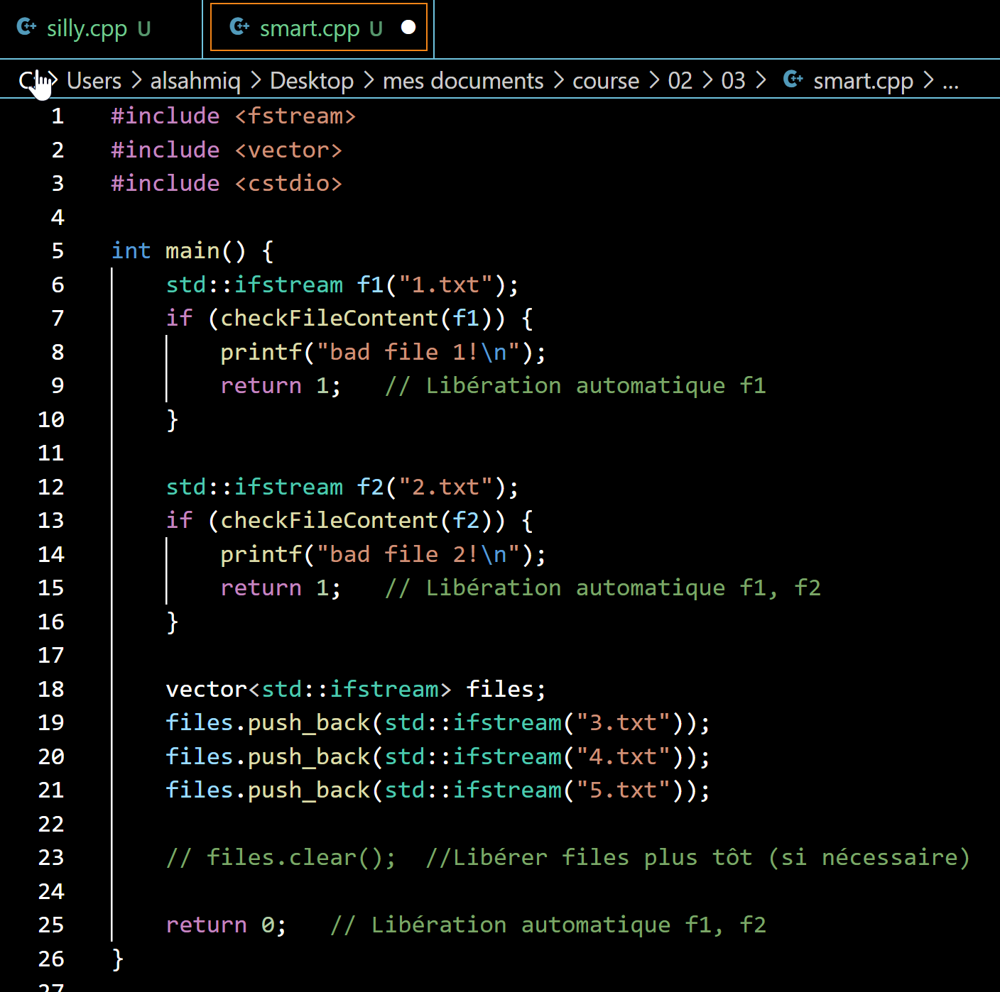 silly.cpp U
smart.cpp U
Users > alsahmiq > Desktop > mes documents > course > 02 > 03 > smart.cpp > ...
1 #include <fstream>
2 #include <vector>
3 #include <cstdio>
4
5 int main() {
6 std::ifstream f1("1.txt");
7 if (checkFileContent(f1)) {
8 printf("bad file 1!\n");
9 return 1; // Libération automatique f1
10 }
11
12 std::ifstream f2("2.txt");
13 if (checkFileContent(f2)) {
14 printf("bad file 2!\n");
15 return 1; // Libération automatique f1, f2
16 }
17
18 vector<std::ifstream> files;
19 files.push_back(std::ifstream("3.txt"));
20 files.push_back(std::ifstream("4.txt"));
21 files.push_back(std::ifstream("5.txt"));
22
23 // files.clear(); //Libérer files plus tôt (si nécessaire)
24
25 return 0; // Libération automatique f1, f2
26 }
27